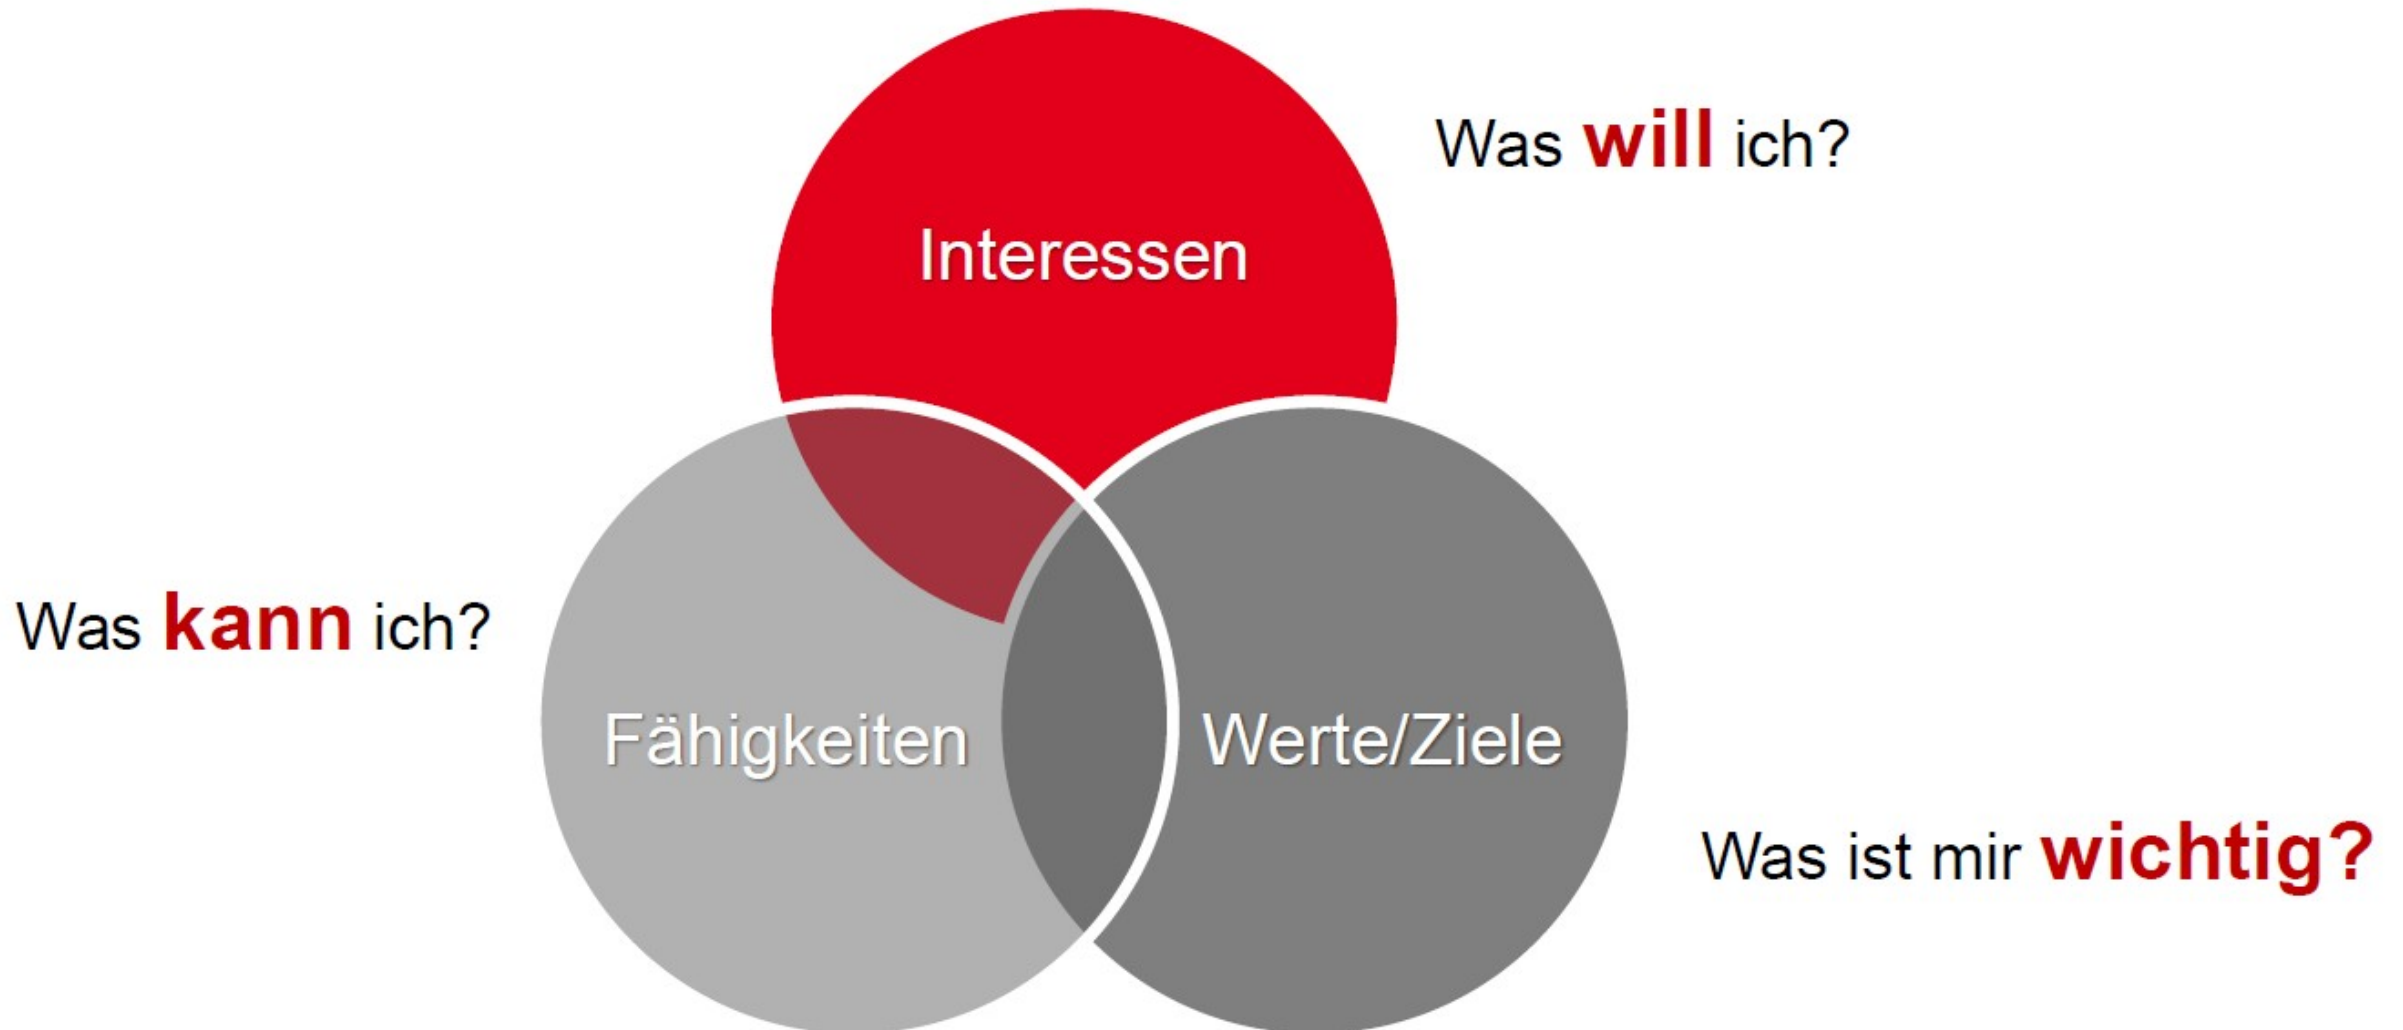 Was will ich?
Interessen
Was kann ich?
Fähigkeiten
Werte/Ziele
Was ist mir wichtig?